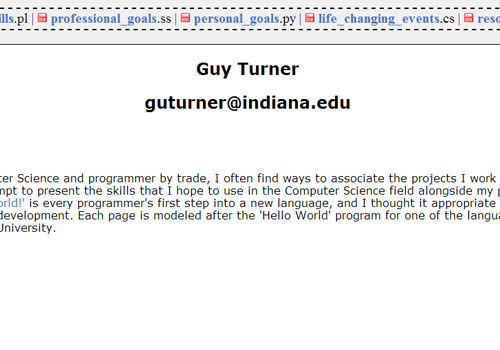 ills.pl | professional_goals.ss | personal_goals.py | life_changing_events.cs | reso
Guy Turner
guturner@indiana.edu
ter Science and programmer by trade, I often find ways to associate the projects I work
mpt to present the skills that I hope to use in the Computer Science field alongside my p
orld!' is every programmer's first step into a new language, and I thought it appropriate
development. Each page is modeled after the 'Hello World' program for one of the langua
University.